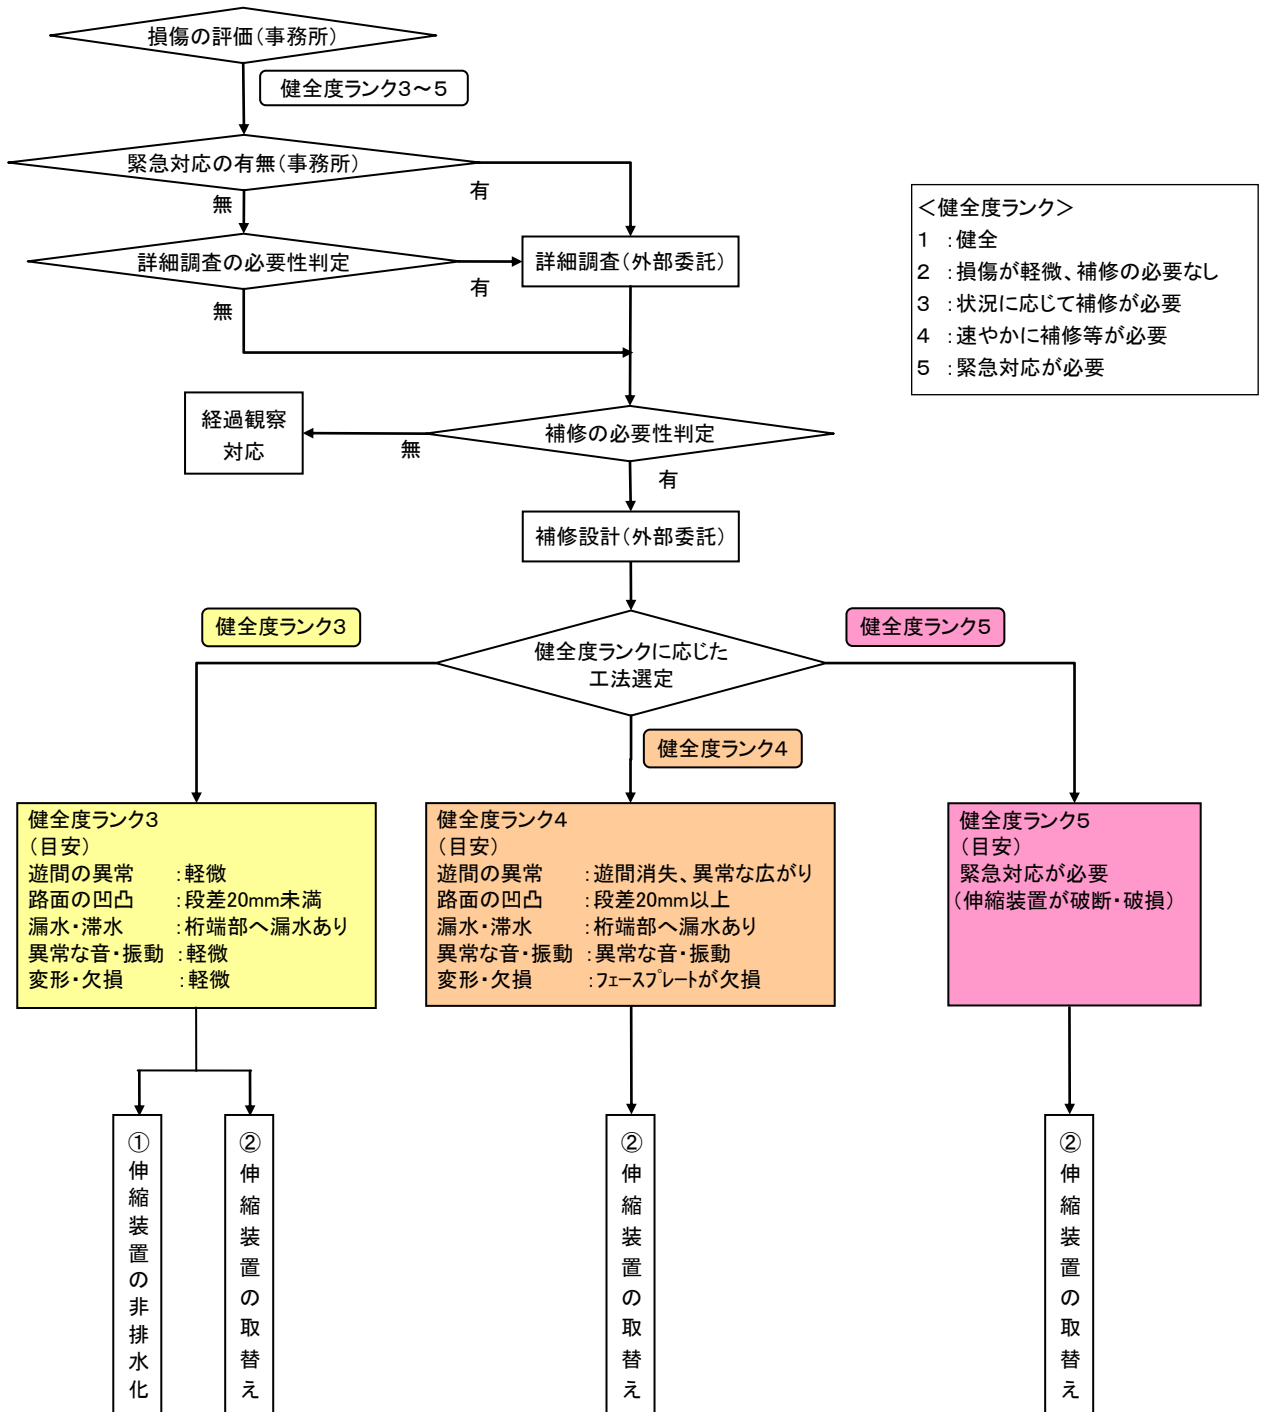 損傷の評価(事務所)
健全度ランク3~5
緊急対応の有無(事務所)
有
無
詳細調査の必要性判定
有
無
詳細調査(外部委託)
<健全度ランク>
1 :健全
2 :損傷が軽微、補修の必要なし
3 :状況に応じて補修が必要
4 :速やかに補修等が必要
5 :緊急対応が必要
補修の必要性判定
無
有
経過観察
対応
補修設計(外部委託)
健全度ランクに応じた
工法選定
健全度ランク3
健全度ランク5
健全度ランク4
健全度ランク3
(目安)
遊間の異常 :軽微
路面の凹凸 :段差20mm未満
漏水・滞水 :桁端部へ漏水あり
異常な音・振動 :軽微
変形・欠損 :軽微
健全度ランク4
(目安)
遊間の異常 :遊間消失、異常な広がり
路面の凹凸 :段差20mm以上
漏水・滞水 :桁端部へ漏水あり
異常な音・振動 :異常な音・振動
変形・欠損 :フェースプレートが欠損
健全度ランク5
(目安)
緊急対応が必要
(伸縮装置が破断・破損)
①伸縮装置の非排水化
②伸縮装置の取替え
②伸縮装置の取替え
②伸縮装置の取替え